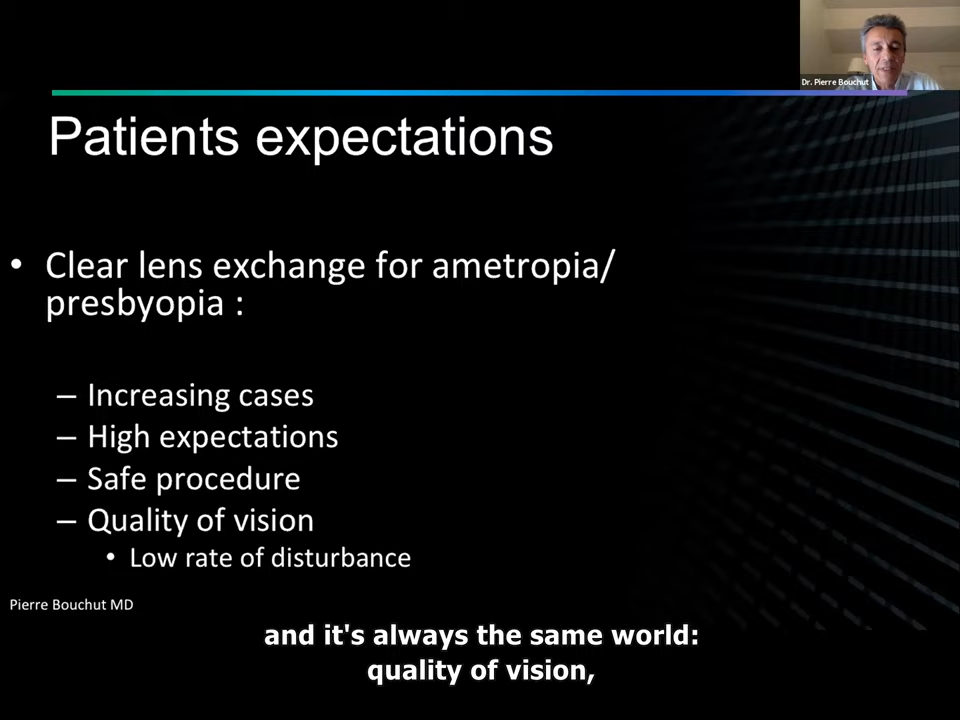 Dr. Pierre Bouchut
Patients expectations
• Clear lens exchange for ametropia/
presbyopia :
– Increasing cases
– High expectations
– Safe procedure
– Quality of vision
• Low rate of disturbance
Pierre Bouchut MD
and it's always the same world:
quality of vision,